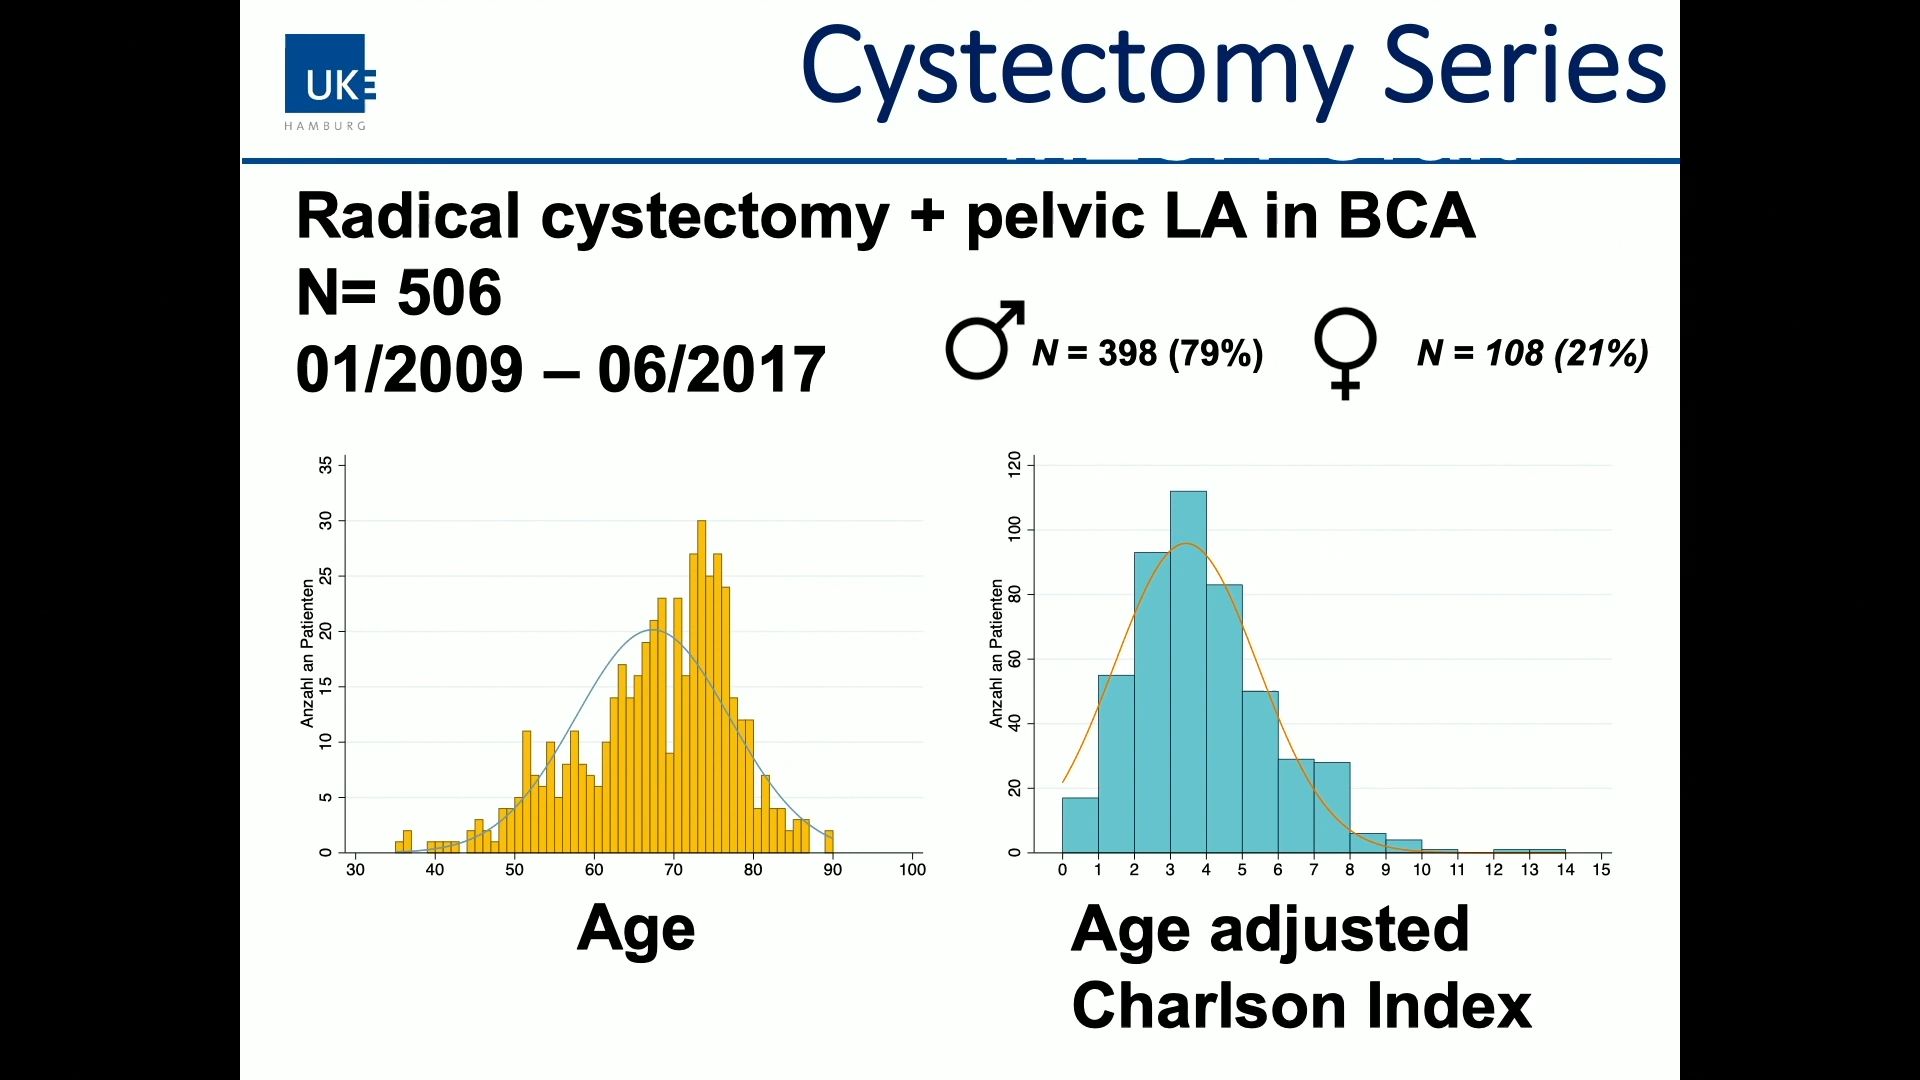 UKE
HAMBURG
Cystectomy Series
Radical cystectomy + pelvic LA in BCA
N= 506
01/2009 – 06/2017
N = 398 (79%)
N = 108 (21%)
Anzahl an Patienten
35
30
25
20
15
10
5
0
30 40 50 60 70 80 90 100
Age
Anzahl an Patienten
120
100
80
60
40
20
0
0 1 2 3 4 5 6 7 8 9 10 11 12 13 14 15
Age adjusted
Charlson Index